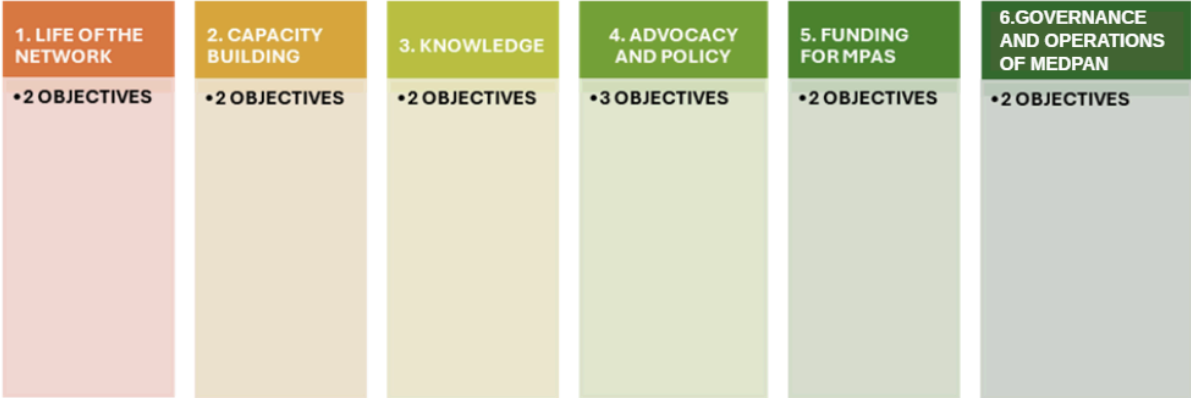 1. LIFE OF THE
NETWORK
•2 OBJECTIVES
2. CAPACITY
BUILDING
•2 OBJECTIVES
3. KNOWLEDGE
•2 OBJECTIVES
4. ADVOCACY
AND POLICY
•3 OBJECTIVES
5. FUNDING
FOR MPAS
•2 OBJECTIVES
6.GOVERNANCE
AND OPERATIONS
OF MEDPAN
•2 OBJECTIVES